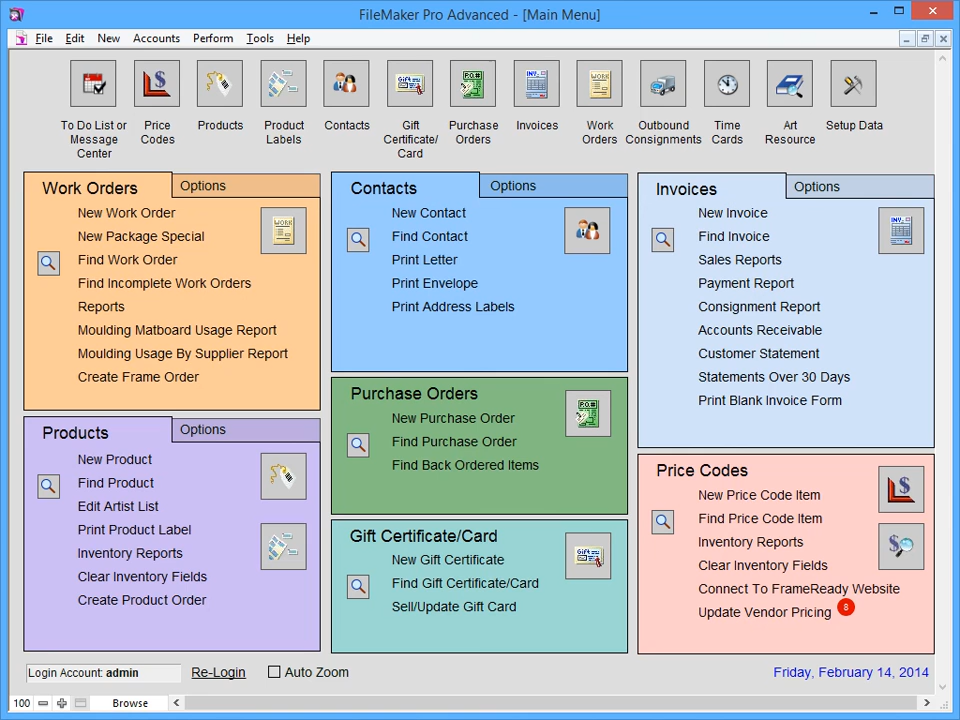 FileMaker Pro Advanced - [Main Menu]
File Edit New Accounts Perform Tools Help
To Do List or Message Center
Price Codes
Products
Product Labels
Contacts
Gift Certificate/ Card
Purchase Orders
Invoices
Work Orders
Outbound Consignments
Time Cards
Art Resource
Setup Data
Work Orders
Options
New Work Order
New Package Special
Find Work Order
Find Incomplete Work Orders
Reports
Moulding Matboard Usage Report
Moulding Usage By Supplier Report
Create Frame Order
Contacts
Options
New Contact
Find Contact
Print Letter
Print Envelope
Print Address Labels
Invoices
Options
New Invoice
Find Invoice
Sales Reports
Payment Report
Consignment Report
Accounts Receivable
Customer Statement
Statements Over 30 Days
Print Blank Invoice Form
Purchase Orders
New Purchase Order
Find Purchase Order
Find Back Ordered Items
Products
Options
New Product
Find Product
Edit Artist List
Print Product Label
Inventory Reports
Clear Inventory Fields
Create Product Order
Gift Certificate/Card
New Gift Certificate
Find Gift Certificate/Card
Sell/Update Gift Card
Price Codes
New Price Code Item
Find Price Code Item
Inventory Reports
Clear Inventory Fields
Connect To FrameReady Website
Update Vendor Pricing 8
Login Account: admin
Re-Login
Auto Zoom
Friday, February 14, 2014
100
Browse